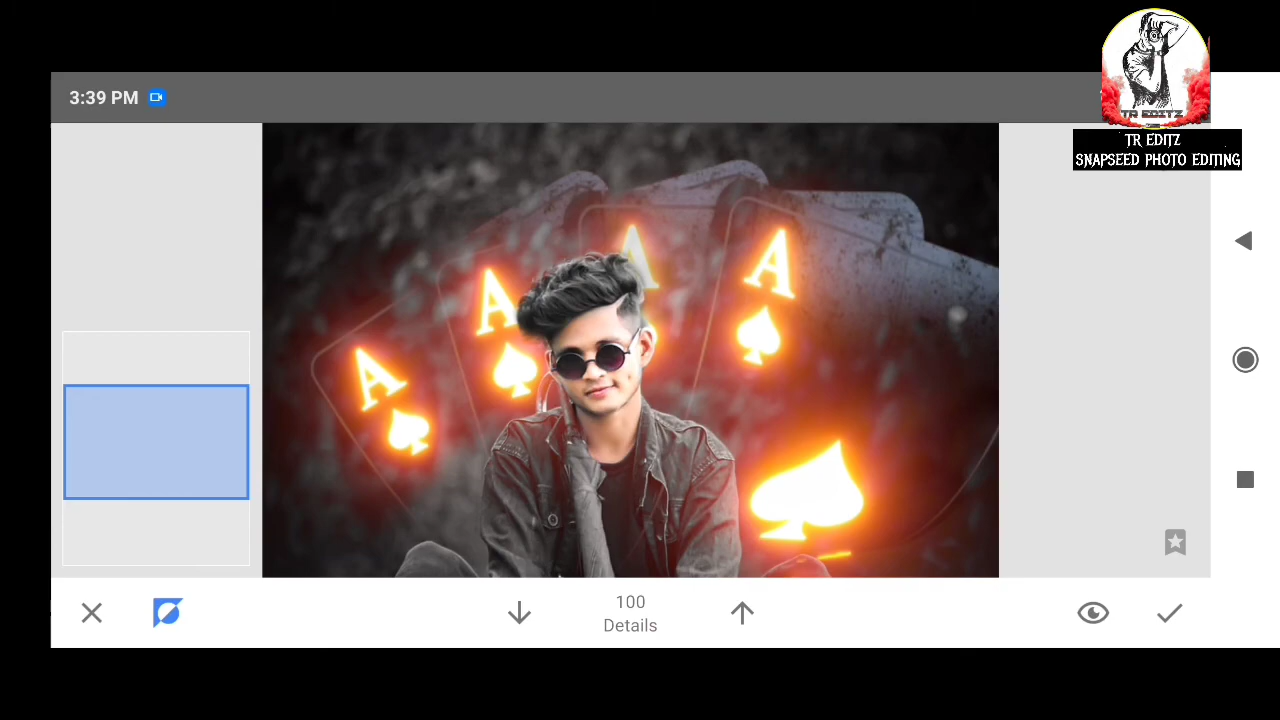 3:39 PM
TR EDITZ
TR EDITZ
SNAPSEED PHOTO EDITING
A
A
A
A
100
Details